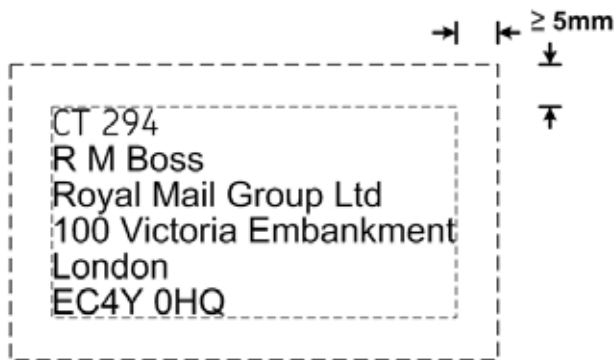 ≥ 5mm
CT 294
R M Boss
Royal Mail Group Ltd
100 Victoria Embankment
London
EC4Y 0HQ